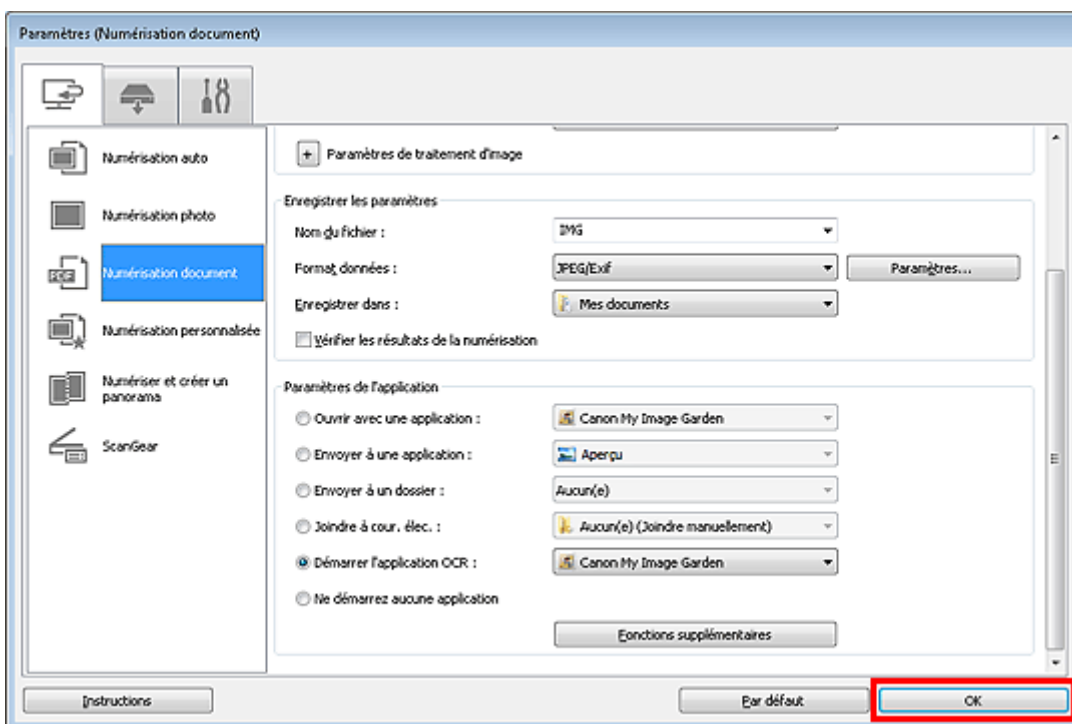 Paramètres (Numérisation document)
Numérisation auto
Numérisation photo
PDF
Numérisation document
Numérisation personnalisée
Numériser et créer un
panorama
ScanGear
+ Paramètres de traitement d'image
Enregistrer les paramètres
Nom du fichier : IMG
Format données : JPEG/Exif Paramètres...
Enregistrer dans : Mes documents
Vérifier les résultats de la numérisation
Paramètres de l'application
Ouvrir avec une application : Canon My Image Garden
Envoyer à une application : Aperçu
Envoyer à un dossier : Aucun(e)
Joindre à cour. élec. : Aucun(e) (Joindre manuellement)
Démarrer l'application OCR : Canon My Image Garden
Ne démarrez aucune application
Fonctions supplémentaires
Instructions Par défaut OK